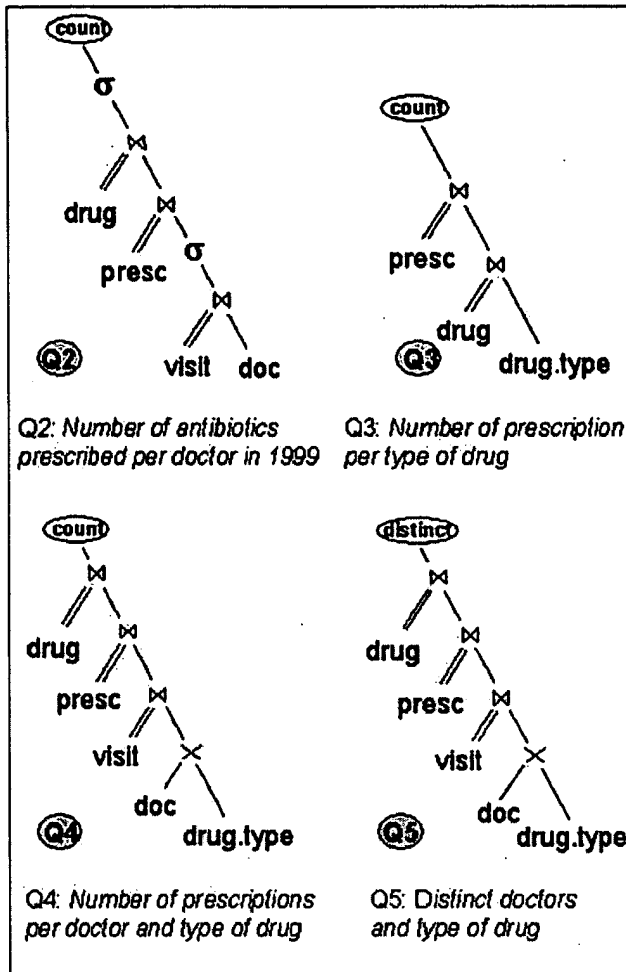 count
σ
⋈
drug
⋈
presc
σ
⋈
visit doc
Q2
Q2: Number of antibiotics
prescribed per doctor in 1999
count
⋈
presc
⋈
drug
drug.type
Q3
Q3: Number of prescription
per type of drug
count
⋈
drug
⋈
presc
⋈
visit
×
doc
drug.type
Q4
Q4: Number of prescriptions
per doctor and type of drug
distinct
⋈
drug
⋈
presc
⋈
visit
×
doc
drug.type
Q5
Q5: Distinct doctors
and type of drug